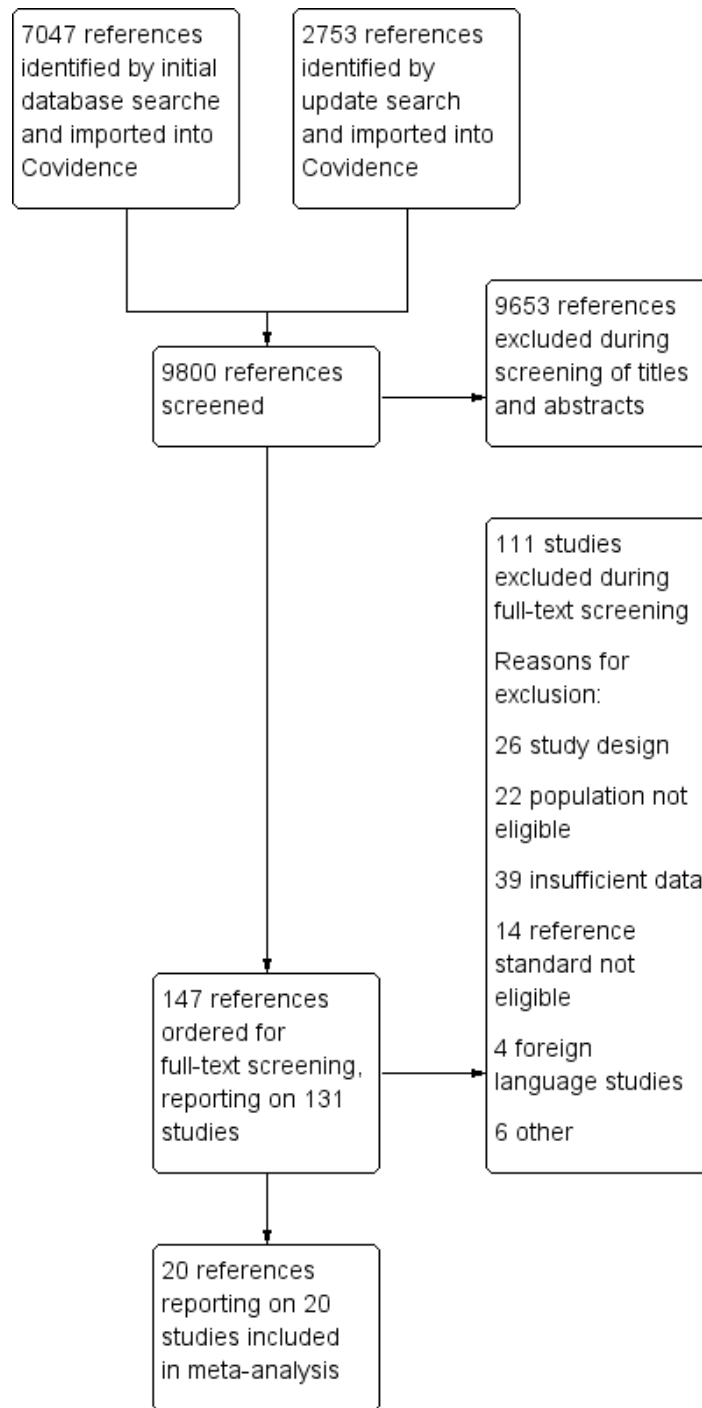 7047 references
identified by initial
database searche
and imported into
Covidence
2753 references
identified by
update search
and imported into
Covidence
9800 references
screened
9653 references
excluded during
screening of titles
and abstracts
111 studies
excluded during
full-text screening
Reasons for
exclusion:
26 study design
22 population not
eligible
39 insufficient data
14 reference
standard not
eligible
4 foreign
language studies
6 other
147 references
ordered for
full-text screening,
reporting on 131
studies
20 references
reporting on 20
studies included
in meta-analysis